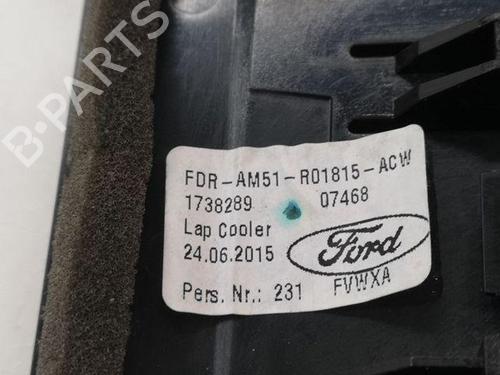 B-PARTS
FDR-AM51-R01815-ACW
1738289 07468
Lap Cooler
24.06.2015 Ford
Pers. Nr.: 231 FVWXA